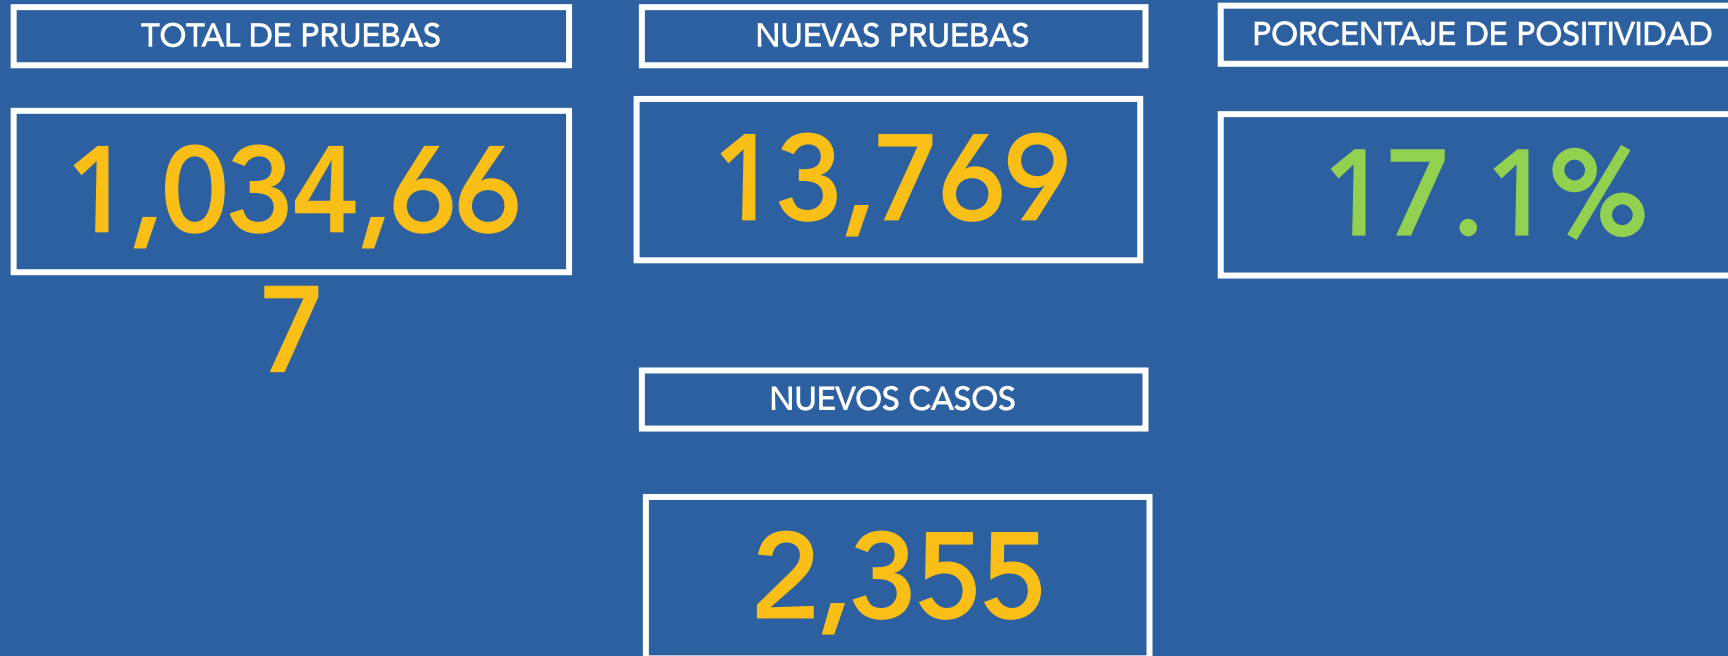 TOTAL DE PRUEBAS
1,034,66
7
NUEVAS PRUEBAS
13,769
PORCENTAJE DE POSITIVIDAD
17.1%
NUEVOS CASOS
2,355